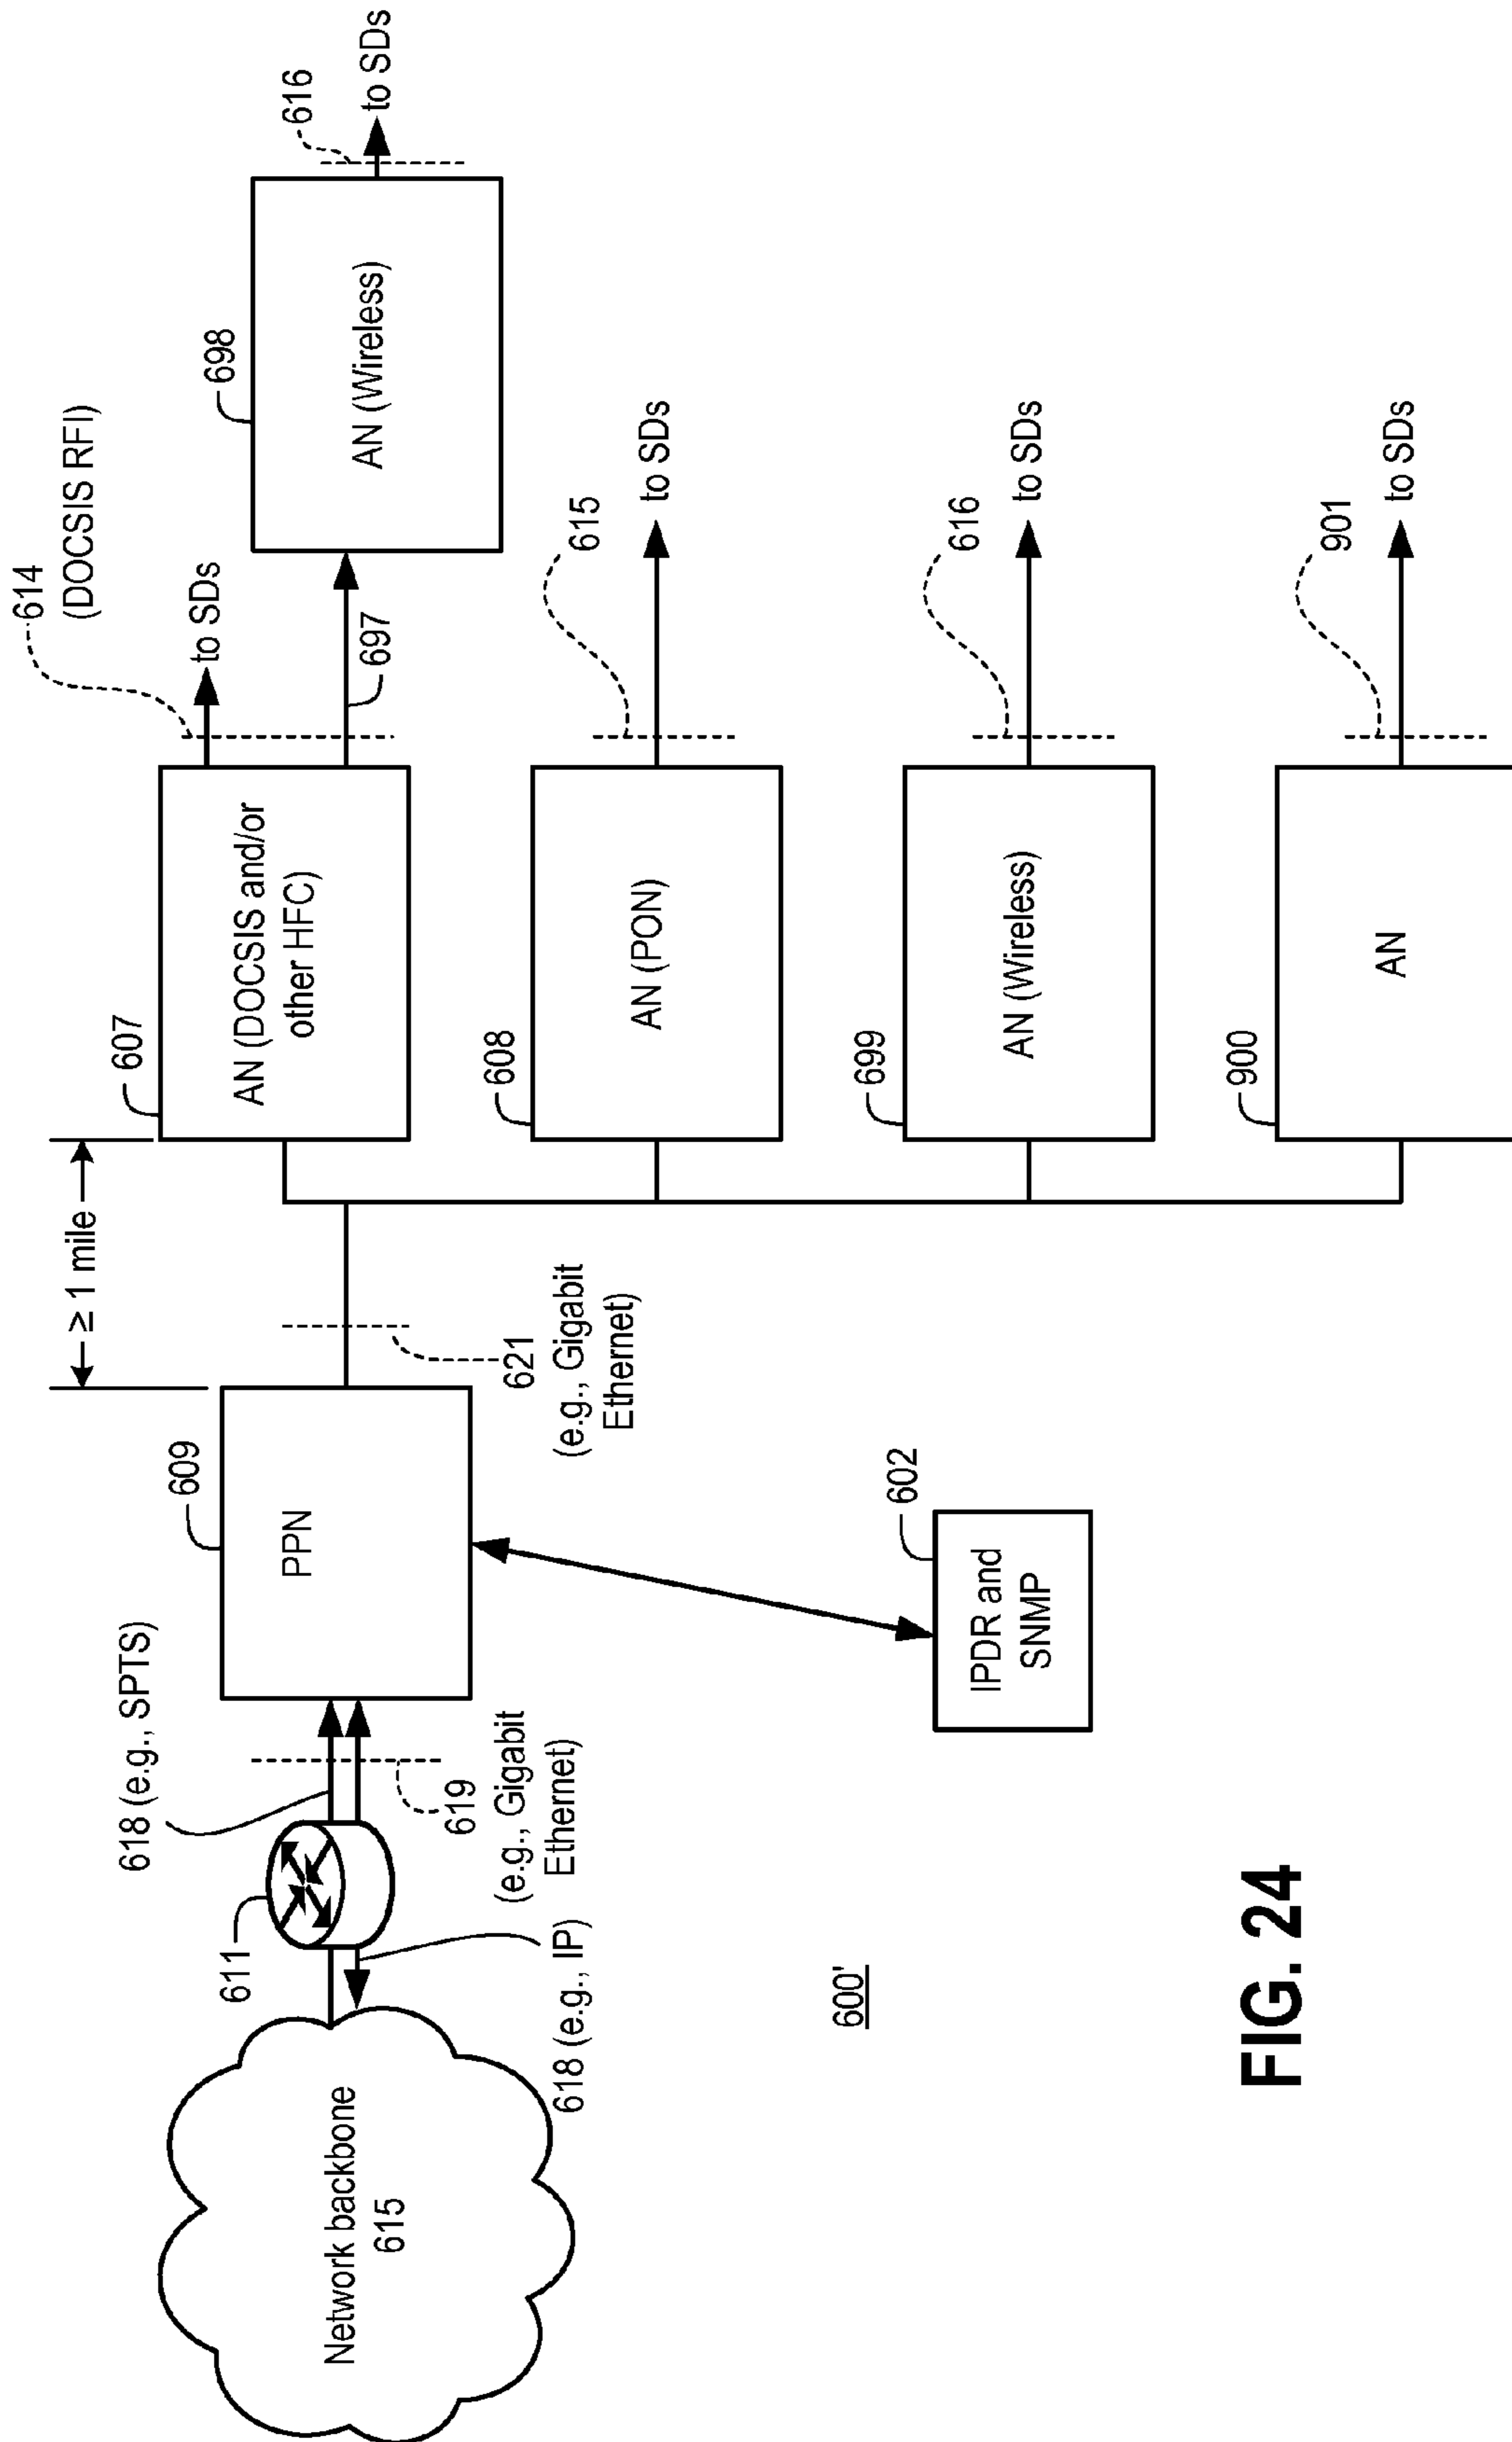 614
(DOCSIS RFI)
616
to SDs
to SDs
698
AN (Wireless)
697
607
AN (DOCSIS and/or
other HFC)
≥ 1 mile
609
PPN
618 (e.g., SPTS)
611
619
(e.g., Gigabit
Ethernet)
618 (e.g., IP)
Network backbone
615
621
(e.g., Gigabit
Ethernet)
602
IPDR and
SNMP
608
AN (PON)
615
to SDs
699
AN (Wireless)
616
to SDs
900
AN
901
to SDs
600'
FIG. 24